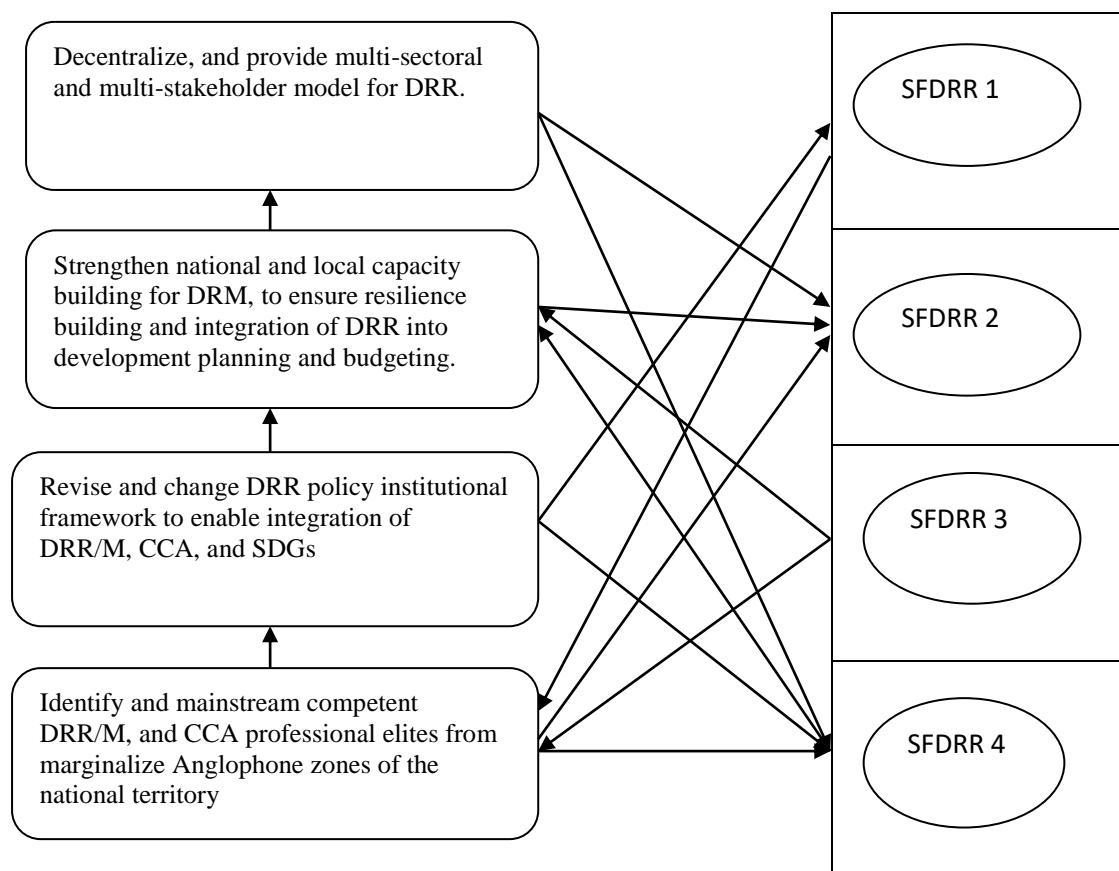 Decentralize, and provide multi-sectoral
and multi-stakeholder model for DRR.
Strengthen national and local capacity
building for DRM, to ensure resilience
building and integration of DRR into
development planning and budgeting.
Revise and change DRR policy institutional
framework to enable integration of
DRR/M, CCA, and SDGs
Identify and mainstream competent
DRR/M, and CCA professional elites from
marginalize Anglophone zones of the
national territory
SFDRR 1
SFDRR 2
SFDRR 3
SFDRR 4